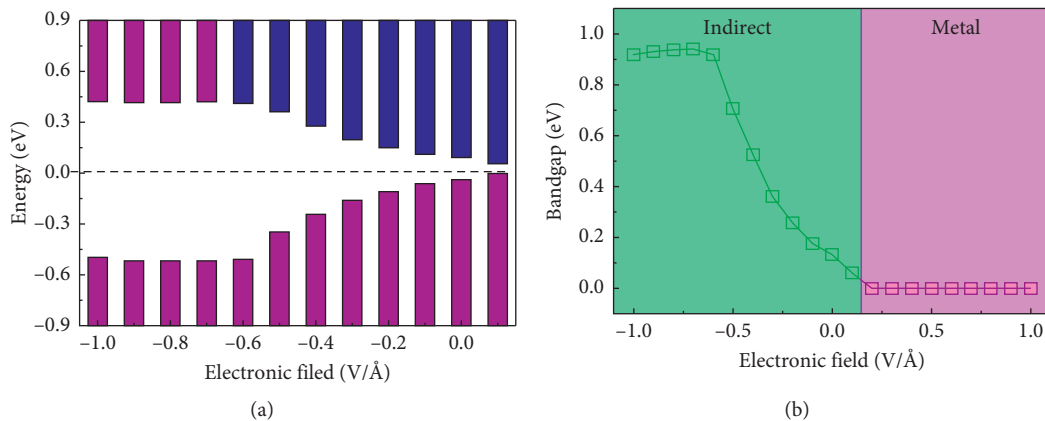 0.9
0.6
0.3
0.0
–0.3
–0.6
–0.9
Energy (eV)
–1.0 –0.8 –0.6 –0.4 –0.2 0.0
Electronic filed (V/Å)
(a)
Indirect Metal
1.0
0.8
0.6
0.4
0.2
0.0
Bandgap (eV)
–1.0 –0.5 0.0 0.5 1.0
Electronic field (V/Å)
(b)